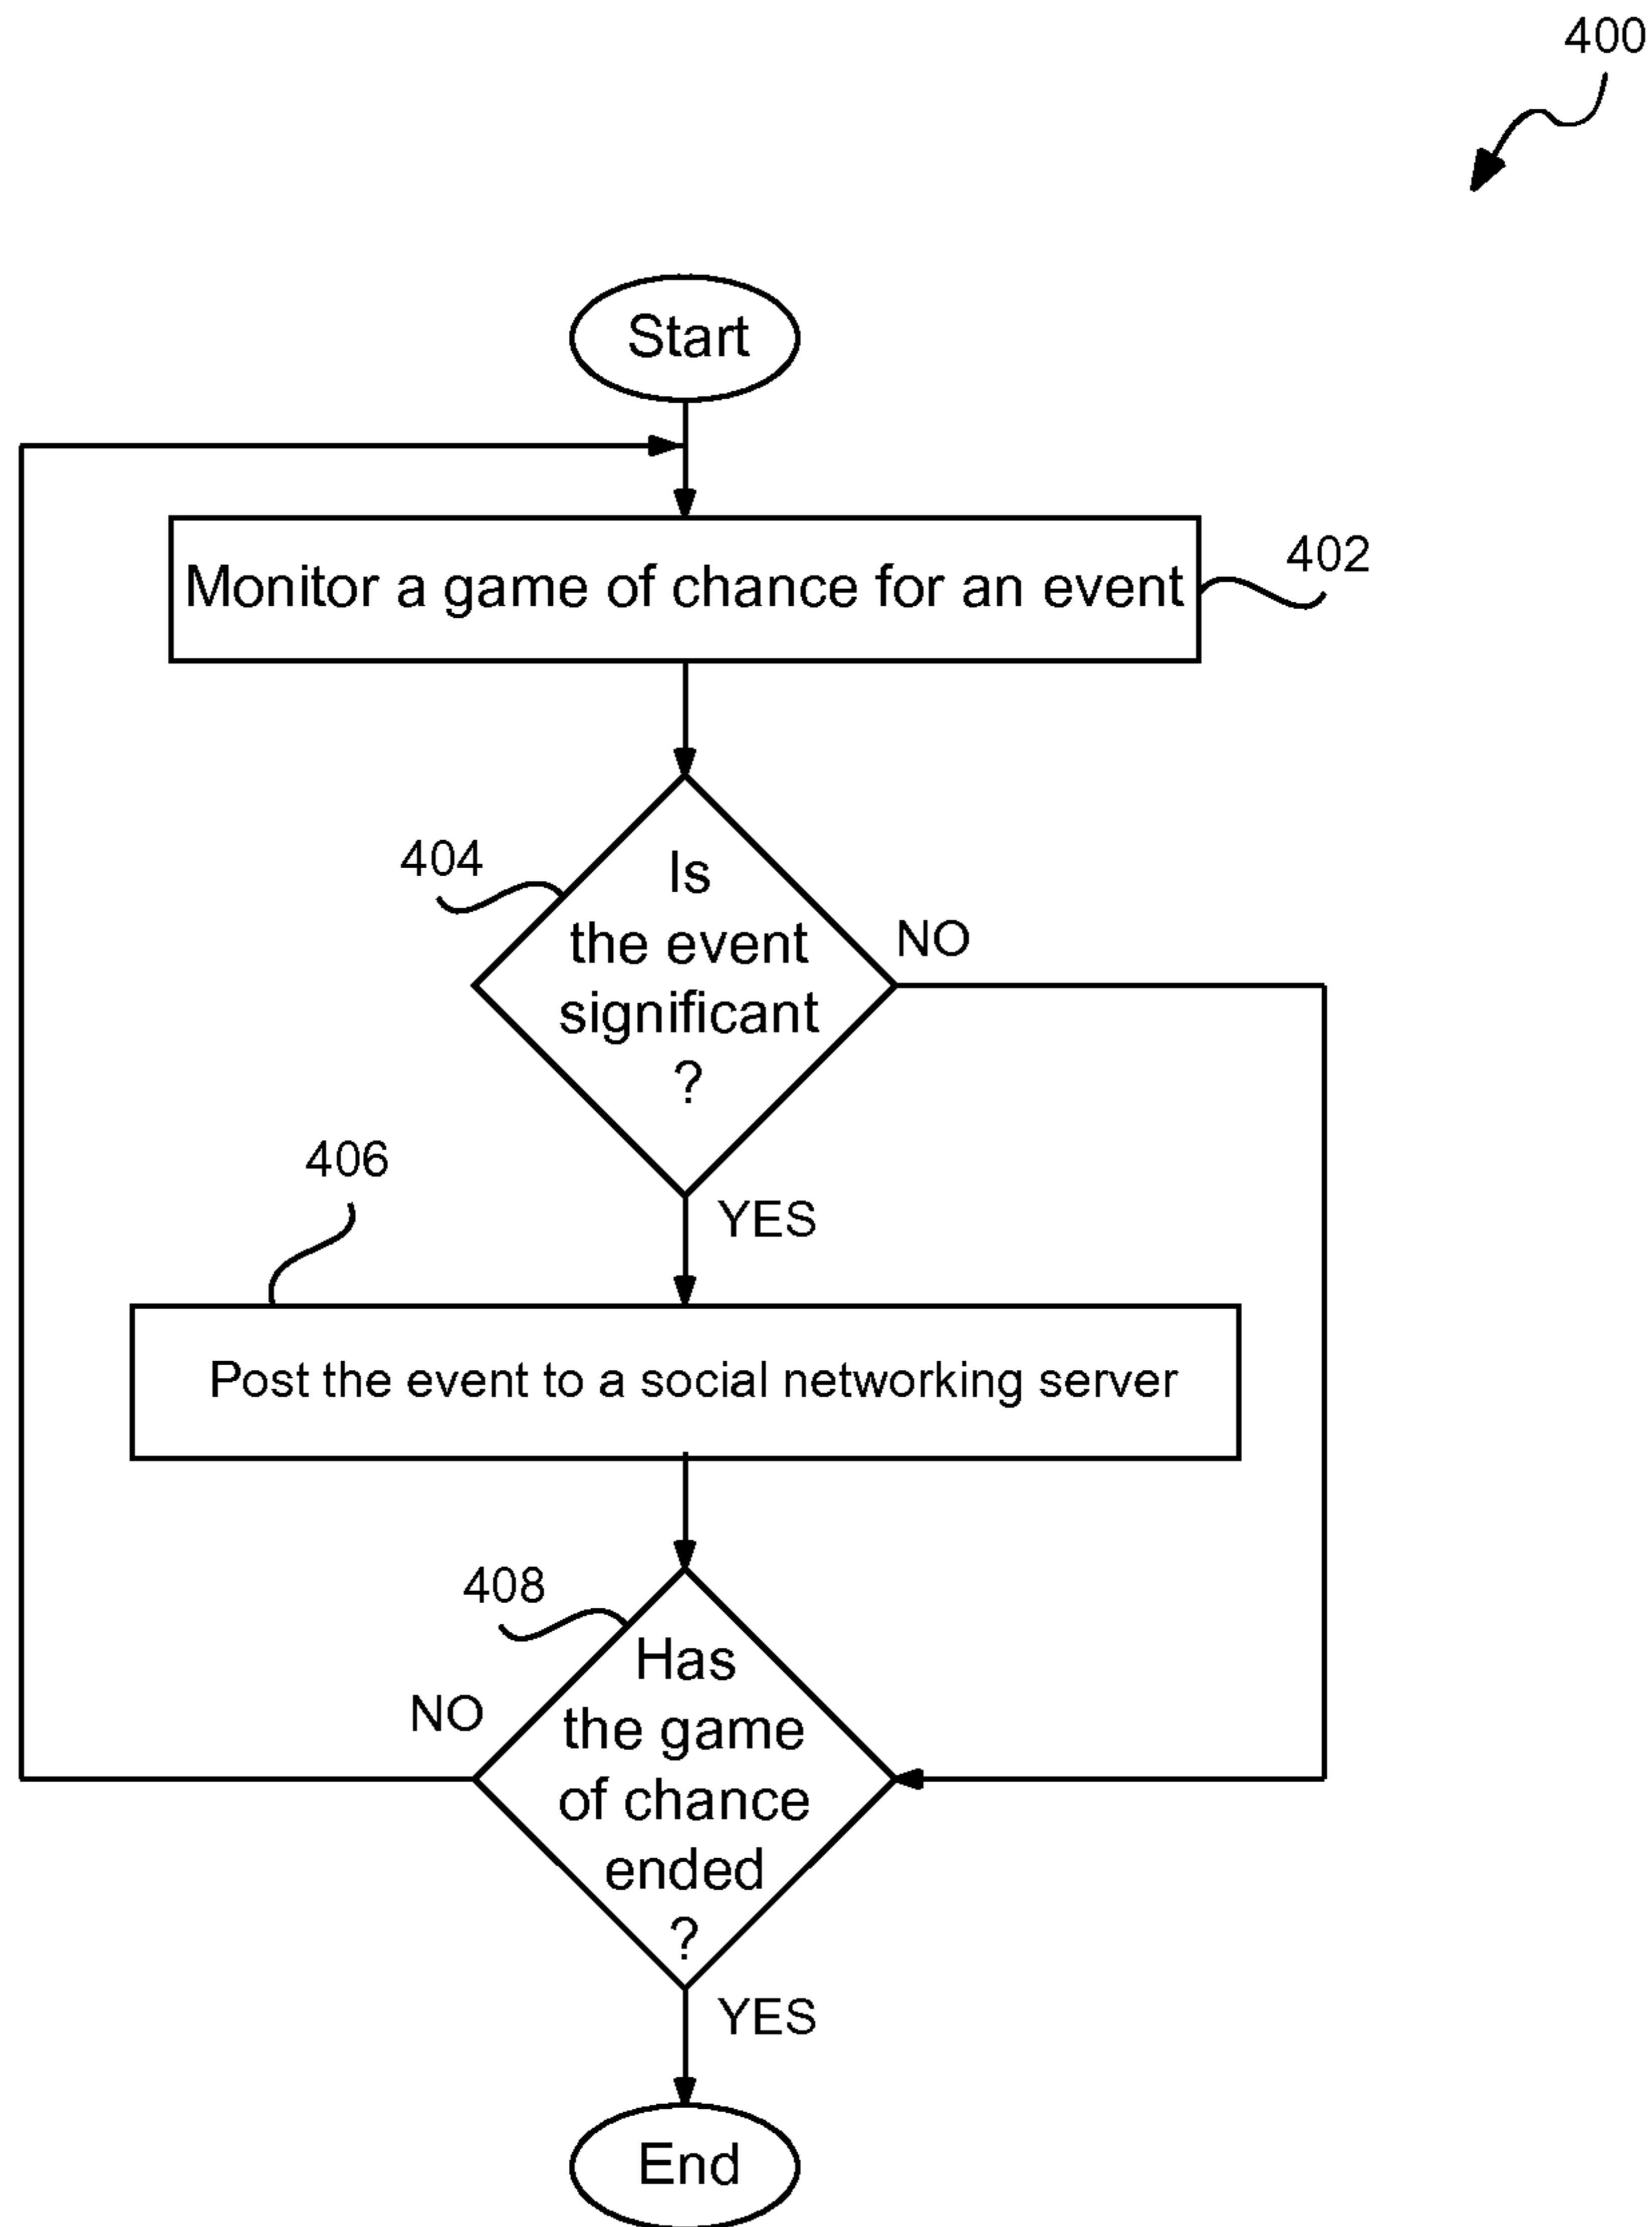 400
Start
Monitor a game of chance for an event
402
404
Is
the event
significant
?
NO
YES
406
Post the event to a social networking server
408
Has
the game
of chance
ended
?
NO
YES
End